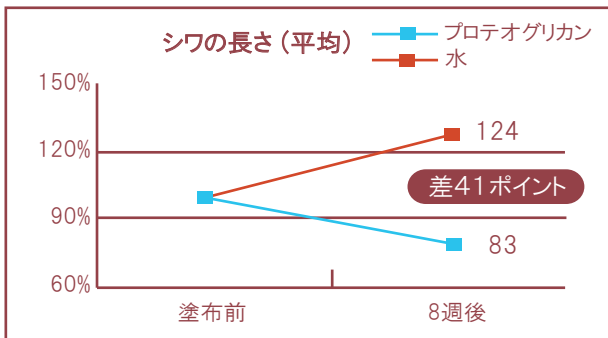 シワの長さ(平均)
プロテオグリカン
水
150%
120%
90%
60%
124
差41ポイント
83
塗布前
8週後